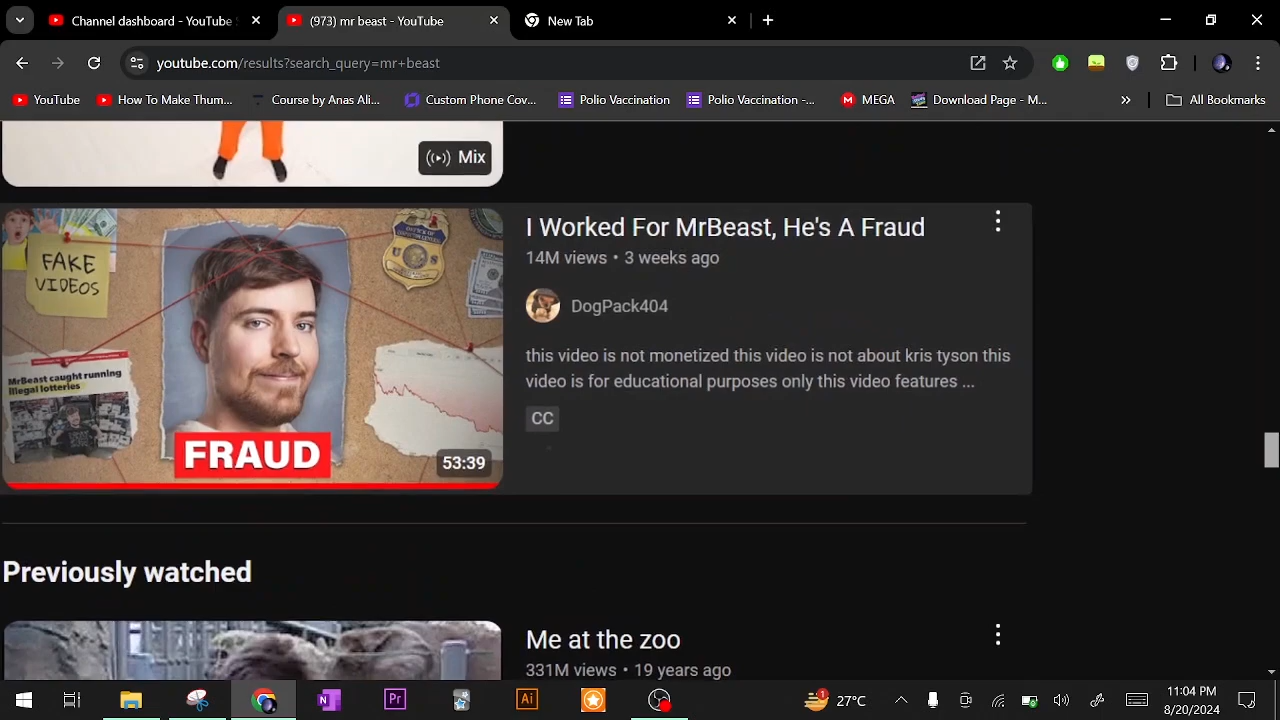 Channel dashboard - YouTube
(973) mr beast - YouTube
New Tab
youtube.com/results?search_query=mr+beast
YouTube
How To Make Thum...
Course by Anas Ali...
Custom Phone Cov...
Polio Vaccination
Polio Vaccination -...
MEGA
Download Page - M...
All Bookmarks
Mix
FAKE
VIDEOS
MrBeast caught running
illegal lotteries
FRAUD
53:39
I Worked For MrBeast, He's A Fraud
14M views • 3 weeks ago
DogPack404
this video is not monetized this video is not about kris tyson this
video is for educational purposes only this video features ...
CC
Previously watched
Me at the zoo
331M views • 19 years ago
N
Pr
Ai
1
27°C
11:04 PM
8/20/2024